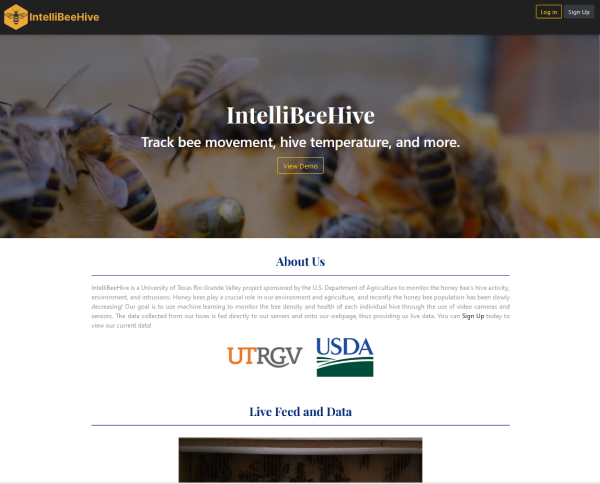 IntelliBeeHive
Log in
Sign Up
IntelliBeeHive
Track bee movement, hive temperature, and more.
View Demo
About Us
IntelliBeeHive is a University of Texas Rio Grande Valley project sponsored by the U.S. Department of Agriculture to monitor the honey bee's hive activity,
environment, and intrusions. Honey bees play a crucial role in our environment and agriculture, and recently the honey bee population has been slowly
decreasing! Our goal is to use machine learning to monitor the bee density and health of each individual hive through the use of video cameras and
sensors. The data collected from our hives is fed directly to our servers and onto our webpage, thus providing us live data. You can Sign Up today to
view our current data!
UTRGV
USDA
Live Feed and Data